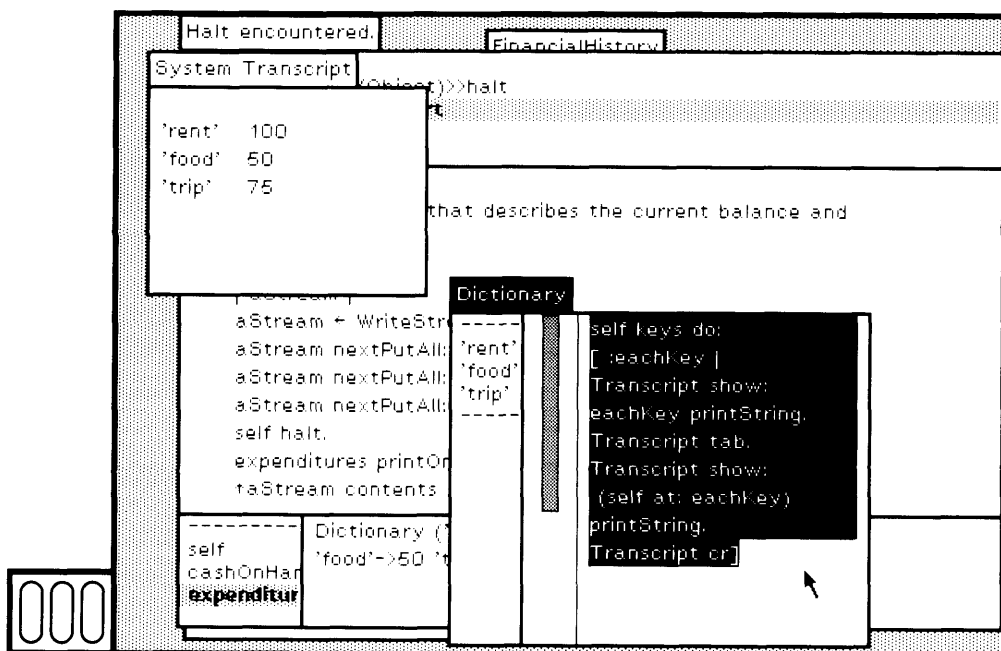 Halt encountered.
FinancialHistory
System Transcript
(Object)>>halt
'rent' 100
'food' 50
'trip' 75
that describes the current balance and
aStream ← WriteStre
aStream nextPutAll:
aStream nextPutAll:
aStream nextPutAll:
self halt.
expenditures printOn
↑aStream contents
Dictionary
------
'rent'
'food'
'trip'
------
self keys do:
[ :eachKey |
Transcript show:
eachKey printString.
Transcript tab.
Transcript show:
(self at: eachKey)
printString.
Transcript cr]
---------
self
cashOnHan
expenditur
Dictionary ('
'food'->50 't